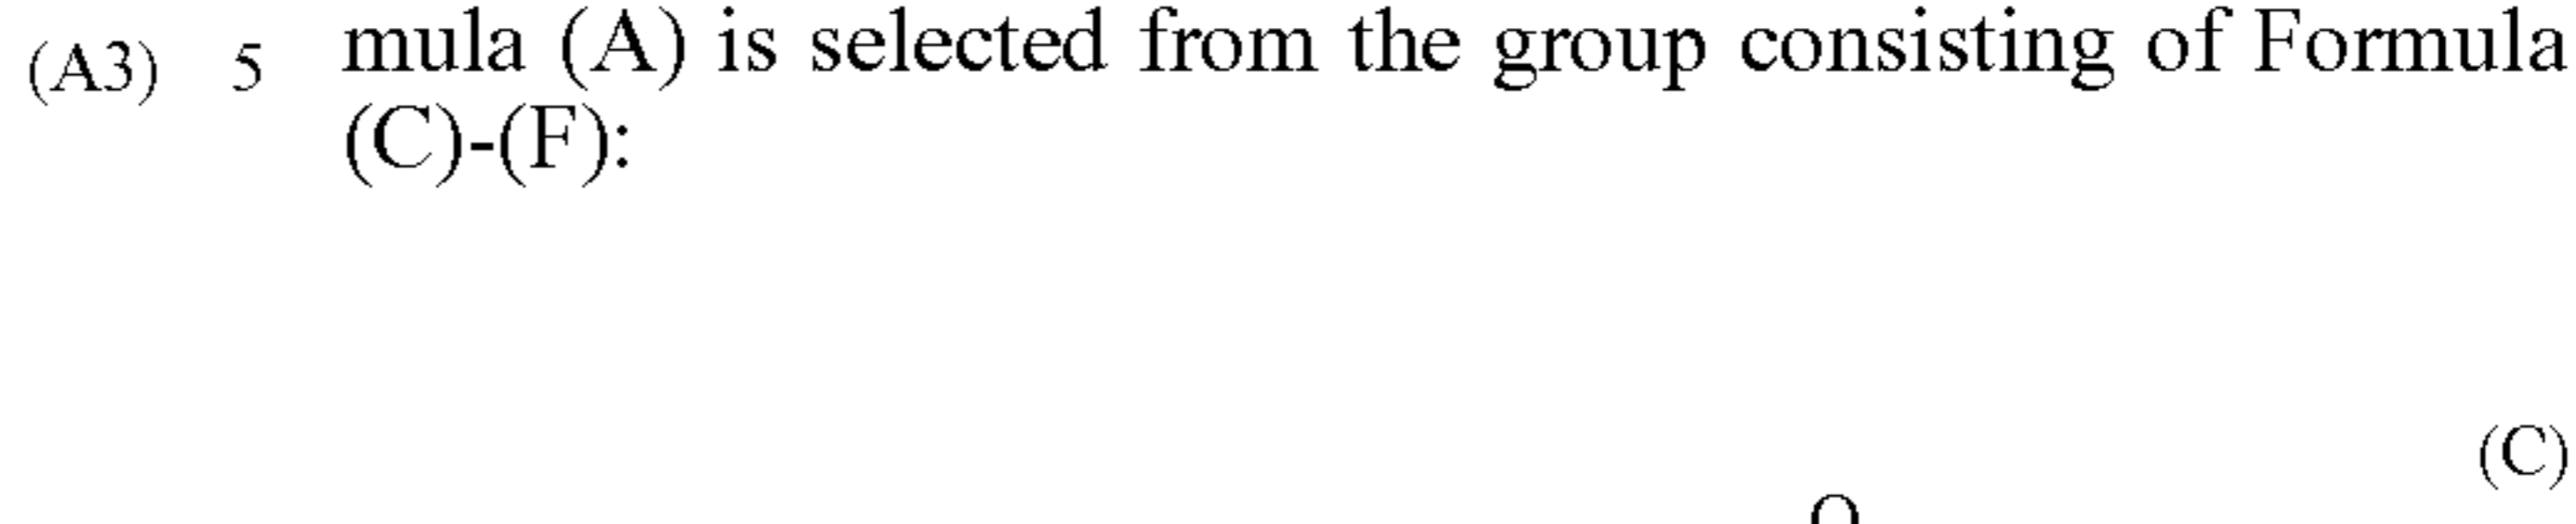 (A3) 5 mula (A) is selected from the group consisting of Formula
(C)-(F):
(C)